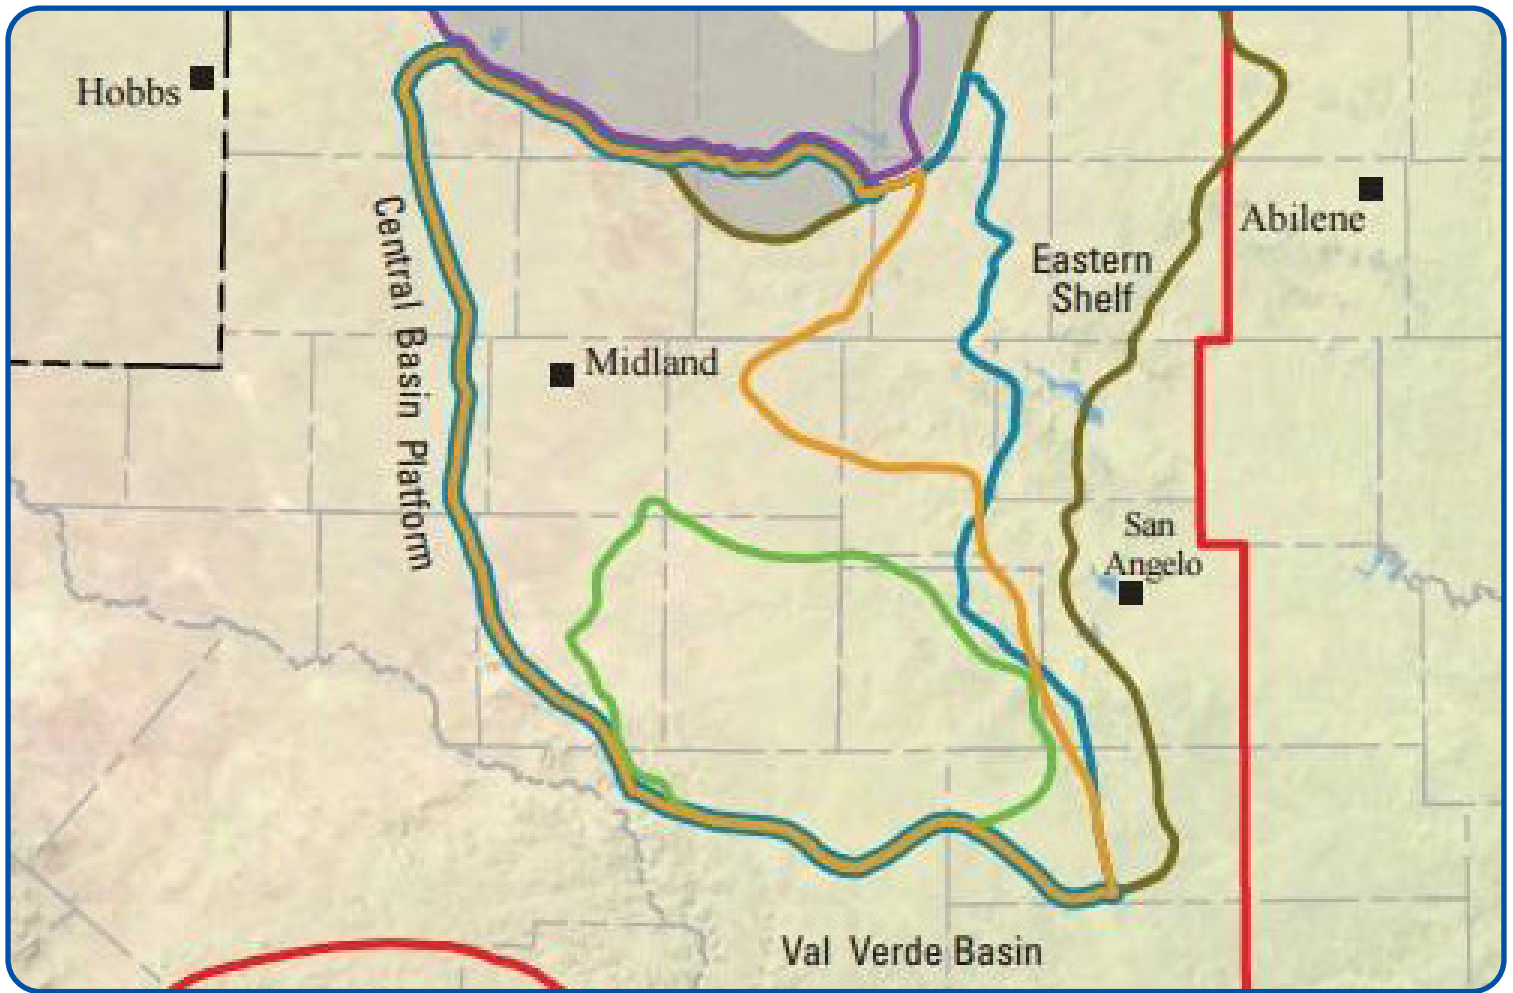 Hobbs
Abilene
Eastern
Shelf
Central Basin Platform
Midland
San
Angelo
Val Verde Basin